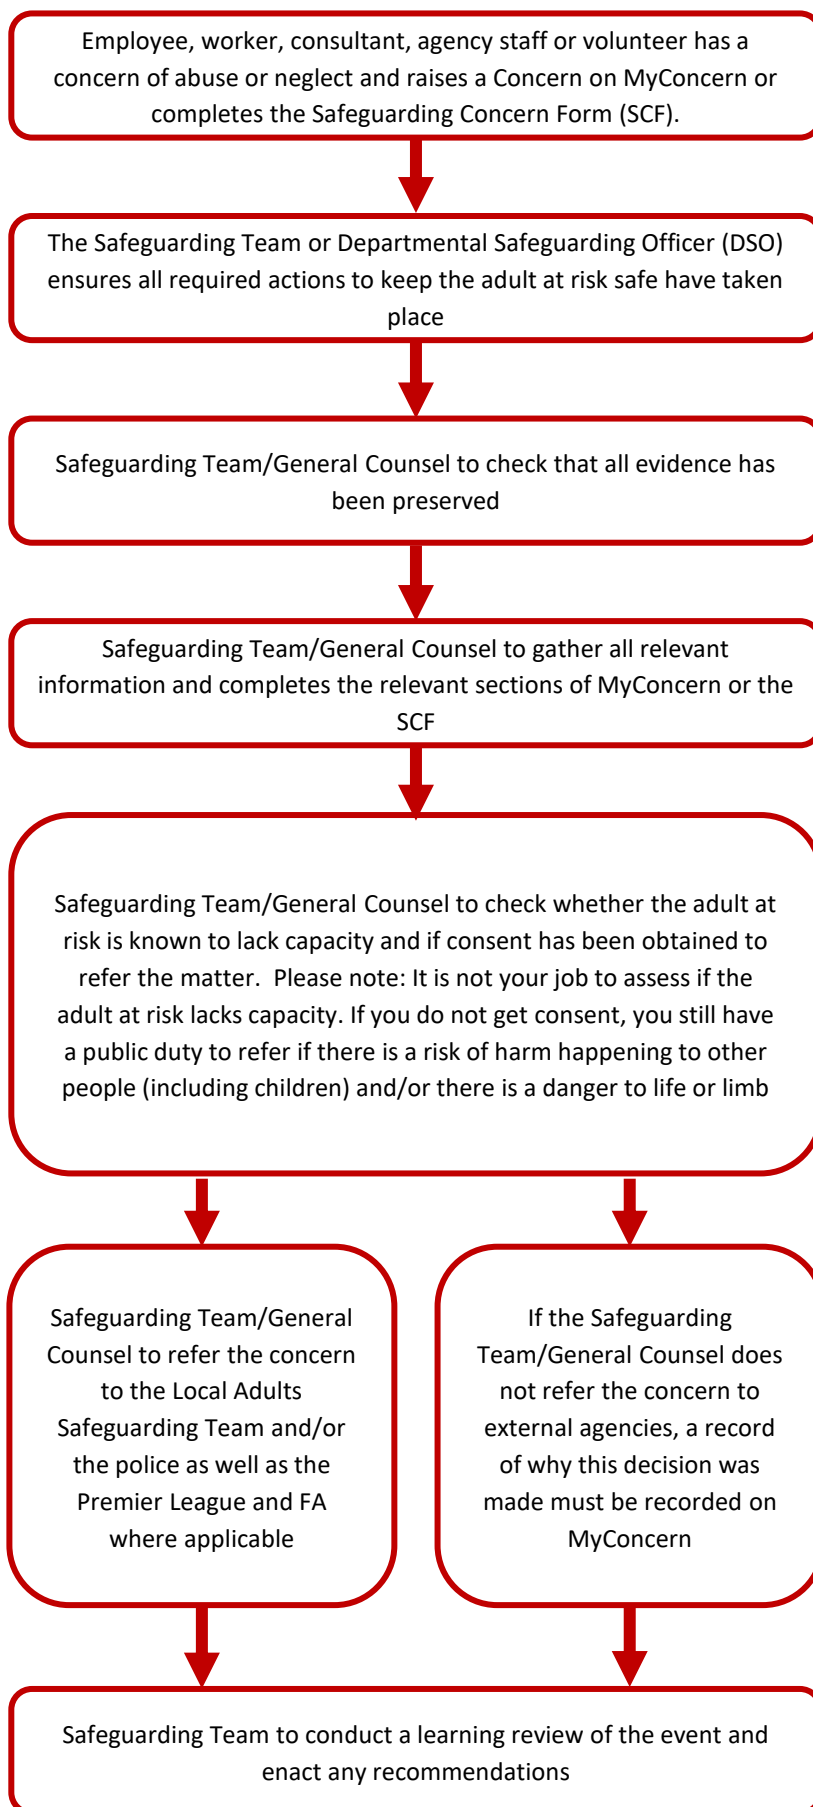 Employee, worker, consultant, agency staff or volunteer has a
concern of abuse or neglect and raises a Concern on MyConcern or
completes the Safeguarding Concern Form (SCF).
The Safeguarding Team or Departmental Safeguarding Officer (DSO)
ensures all required actions to keep the adult at risk safe have taken
place
Safeguarding Team/General Counsel to check that all evidence has
been preserved
Safeguarding Team/General Counsel to gather all relevant
information and completes the relevant sections of MyConcern or the
SCF
Safeguarding Team/General Counsel to check whether the adult at
risk is known to lack capacity and if consent has been obtained to
refer the matter.  Please note: It is not your job to assess if the
adult at risk lacks capacity. If you do not get consent, you still have
a public duty to refer if there is a risk of harm happening to other
people (including children) and/or there is a danger to life or limb
Safeguarding Team/General
Counsel to refer the concern
to the Local Adults
Safeguarding Team and/or
the police as well as the
Premier League and FA
where applicable
If the Safeguarding
Team/General Counsel does
not refer the concern to
external agencies, a record
of why this decision was
made must be recorded on
MyConcern
Safeguarding Team to conduct a learning review of the event and
enact any recommendations